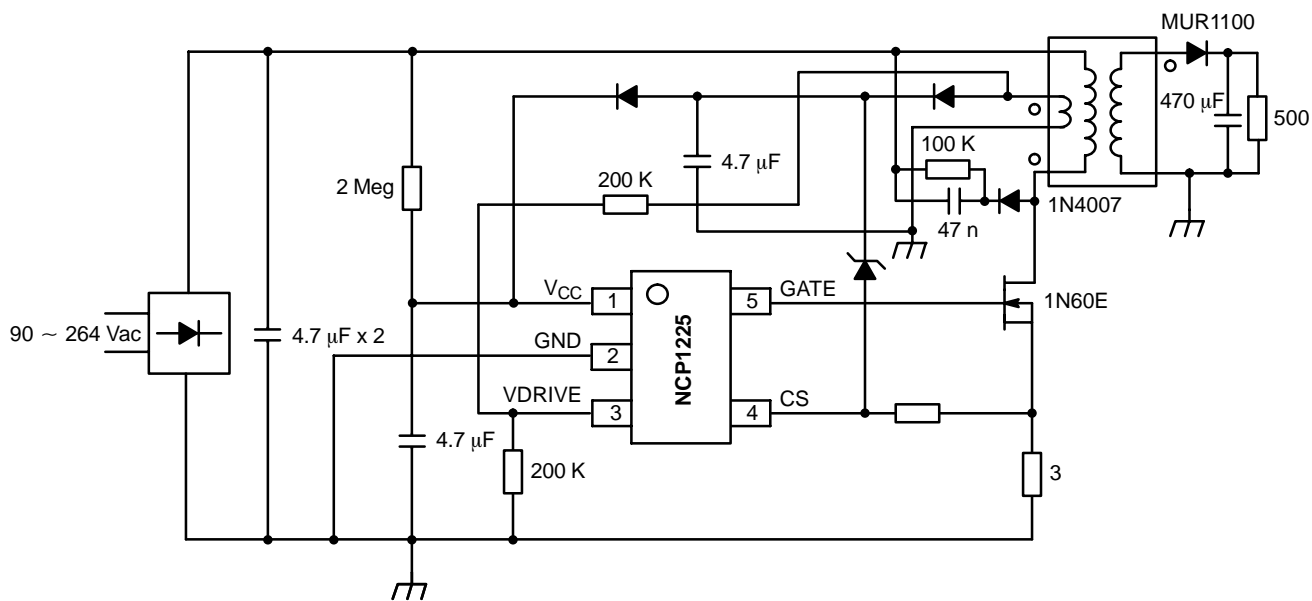 MUR1100
470 μF
500
100 K
4.7 μF
200 K
2 Meg
1N4007
47 n
VCC
1
5
GATE
1N60E
90 ~ 264 Vac
4.7 μF x 2
GND
2
NCP1225
VDRIVE
3
4
CS
4.7 μF
200 K
3